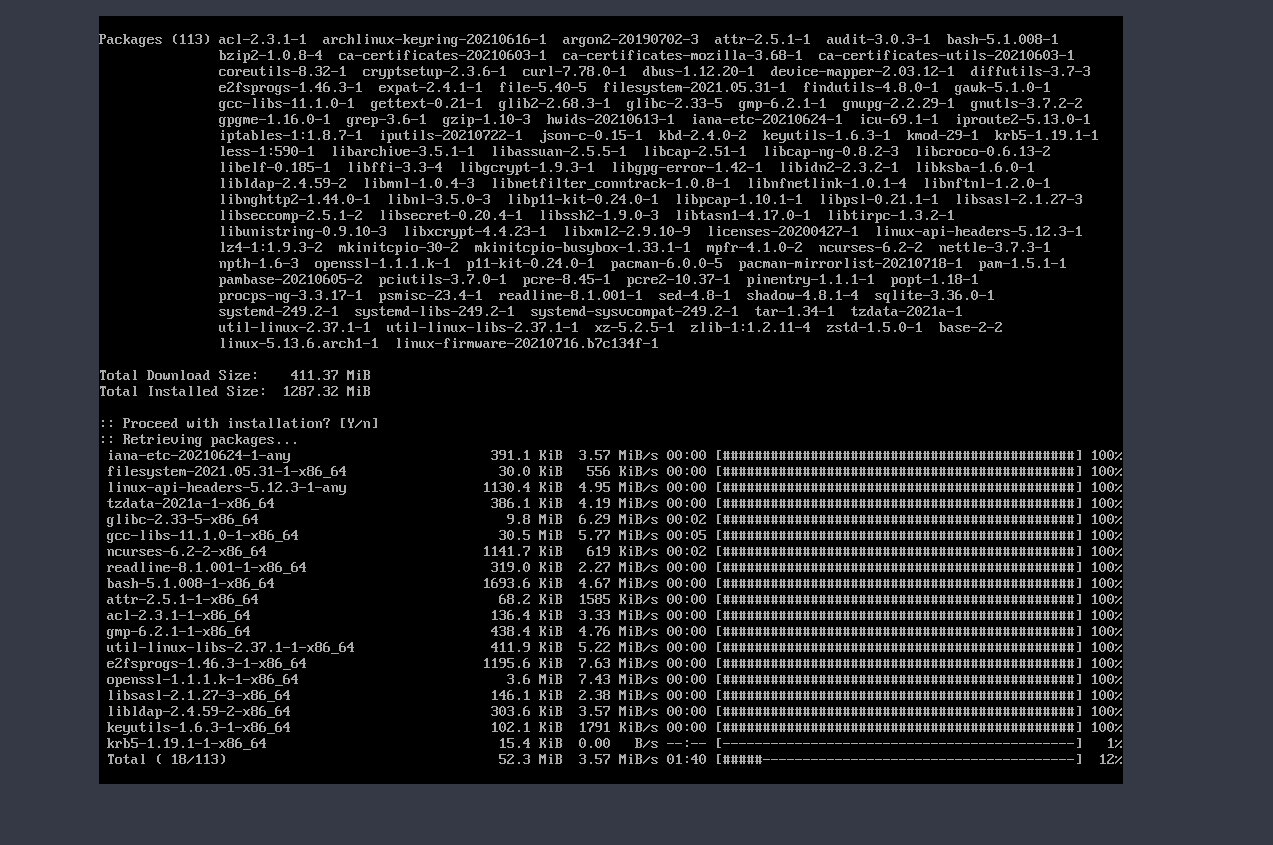 Packages (113) acl-2.3.1-1  archlinux-keyring-20210616-1  argon2-20190702-3  attr-2.5.1-1  audit-3.0.3-1  bash-5.1.008-1
bzip2-1.0.8-4  ca-certificates-20210603-1  ca-certificates-mozilla-3.68-1  ca-certificates-utils-20210603-1
coreutils-8.32-1  cryptsetup-2.3.6-1  curl-7.78.0-1  dbus-1.12.20-1  device-mapper-2.03.12-1  diffutils-3.7-3
e2fsprogs-1.46.3-1  expat-2.4.1-1  file-5.40-5  filesystem-2021.05.31-1  findutils-4.8.0-1  gawk-5.1.0-1
gcc-libs-11.1.0-1  gettext-0.21-1  glib2-2.68.3-1  glibc-2.33-5  gmp-6.2.1-1  gnupg-2.2.29-1  gnutls-3.7.2-2
gpgme-1.16.0-1  grep-3.6-1  gzip-1.10-3  hwids-20210613-1  iana-etc-20210624-1  icu-69.1-1  iproute2-5.13.0-1
iptables-1:1.8.7-1  iputils-20210722-1  json-c-0.15-1  kbd-2.4.0-2  keyutils-1.6.3-1  kmod-29-1  krb5-1.19.1-1
less-1:590-1  libarchive-3.5.1-1  libassuan-2.5.5-1  libcap-2.51-1  libcap-ng-0.8.2-3  libcroco-0.6.13-2
libelf-0.185-1  libffi-3.3-4  libgcrypt-1.9.3-1  libgpg-error-1.42-1  libidn2-2.3.2-1  libksba-1.6.0-1
libldap-2.4.59-2  libmnl-1.0.4-3  libnetfilter_conntrack-1.0.8-1  libnfnetlink-1.0.1-4  libnftnl-1.2.0-1
libnghttp2-1.44.0-1  libnl-3.5.0-3  libp11-kit-0.24.0-1  libpcap-1.10.1-1  libpsl-0.21.1-1  libsasl-2.1.27-3
libseccomp-2.5.1-2  libsecret-0.20.4-1  libssh2-1.9.0-3  libtasn1-4.17.0-1  libtirpc-1.3.2-1
libunistring-0.9.10-3  libxcrypt-4.4.23-1  libxml2-2.9.10-9  licenses-20200427-1  linux-api-headers-5.12.3-1
lz4-1:1.9.3-2  mkinitcpio-30-2  mkinitcpio-busybox-1.33.1-1  mpfr-4.1.0-2  ncurses-6.2-2  nettle-3.7.3-1
npth-1.6-3  openssl-1.1.1.k-1  p11-kit-0.24.0-1  pacman-6.0.0-5  pacman-mirrorlist-20210718-1  pam-1.5.1-1
pambase-20210605-2  pciutils-3.7.0-1  pcre-8.45-1  pcre2-10.37-1  pinentry-1.1.1-1  popt-1.18-1
procps-ng-3.3.17-1  psmisc-23.4-1  readline-8.1.001-1  sed-4.8-1  shadow-4.8.1-4  sqlite-3.36.0-1
systemd-249.2-1  systemd-libs-249.2-1  systemd-sysvcompat-249.2-1  tar-1.34-1  tzdata-2021a-1
util-linux-2.37.1-1  util-linux-libs-2.37.1-1  xz-5.2.5-1  zlib-1:1.2.11-4  zstd-1.5.0-1  base-2-2
linux-5.13.6.arch1-1  linux-firmware-20210716.b7c134f-1
Total Download Size:    411.37 MiB
Total Installed Size:  1287.32 MiB
:: Proceed with installation? [Y/n]
:: Retrieving packages...
iana-etc-20210624-1-any 391.1 KiB  3.57 MiB/s 00:00 [############################################] 100%
filesystem-2021.05.31-1-x86_64 30.0 KiB  556 KiB/s 00:00 [############################################] 100%
linux-api-headers-5.12.3-1-any 1130.4 KiB  4.95 MiB/s 00:00 [############################################] 100%
tzdata-2021a-1-x86_64 386.1 KiB  4.19 MiB/s 00:00 [############################################] 100%
glibc-2.33-5-x86_64 9.8 MiB  6.29 MiB/s 00:02 [############################################] 100%
gcc-libs-11.1.0-1-x86_64 30.5 MiB  5.77 MiB/s 00:05 [############################################] 100%
ncurses-6.2-2-x86_64 1141.7 KiB  619 KiB/s 00:02 [############################################] 100%
readline-8.1.001-1-x86_64 319.0 KiB  2.27 MiB/s 00:00 [############################################] 100%
bash-5.1.008-1-x86_64 1693.6 KiB  4.67 MiB/s 00:00 [############################################] 100%
attr-2.5.1-1-x86_64 68.2 KiB  1585 KiB/s 00:00 [############################################] 100%
acl-2.3.1-1-x86_64 136.4 KiB  3.33 MiB/s 00:00 [############################################] 100%
gmp-6.2.1-1-x86_64 438.4 KiB  4.76 MiB/s 00:00 [############################################] 100%
util-linux-libs-2.37.1-1-x86_64 411.9 KiB  5.22 MiB/s 00:00 [############################################] 100%
e2fsprogs-1.46.3-1-x86_64 1195.6 KiB  7.63 MiB/s 00:00 [############################################] 100%
openssl-1.1.1.k-1-x86_64 3.6 MiB  7.43 MiB/s 00:00 [############################################] 100%
libsasl-2.1.27-3-x86_64 146.1 KiB  2.38 MiB/s 00:00 [############################################] 100%
libldap-2.4.59-2-x86_64 303.6 KiB  3.57 MiB/s 00:00 [############################################] 100%
keyutils-1.6.3-1-x86_64 102.1 KiB  1791 KiB/s 00:00 [############################################] 100%
krb5-1.19.1-1-x86_64 15.4 KiB  0.00   B/s --:-- [--------------------------------------------] 1%
Total ( 18/113) 52.3 MiB  3.57 MiB/s 01:40 [#####---------------------------------------] 12%